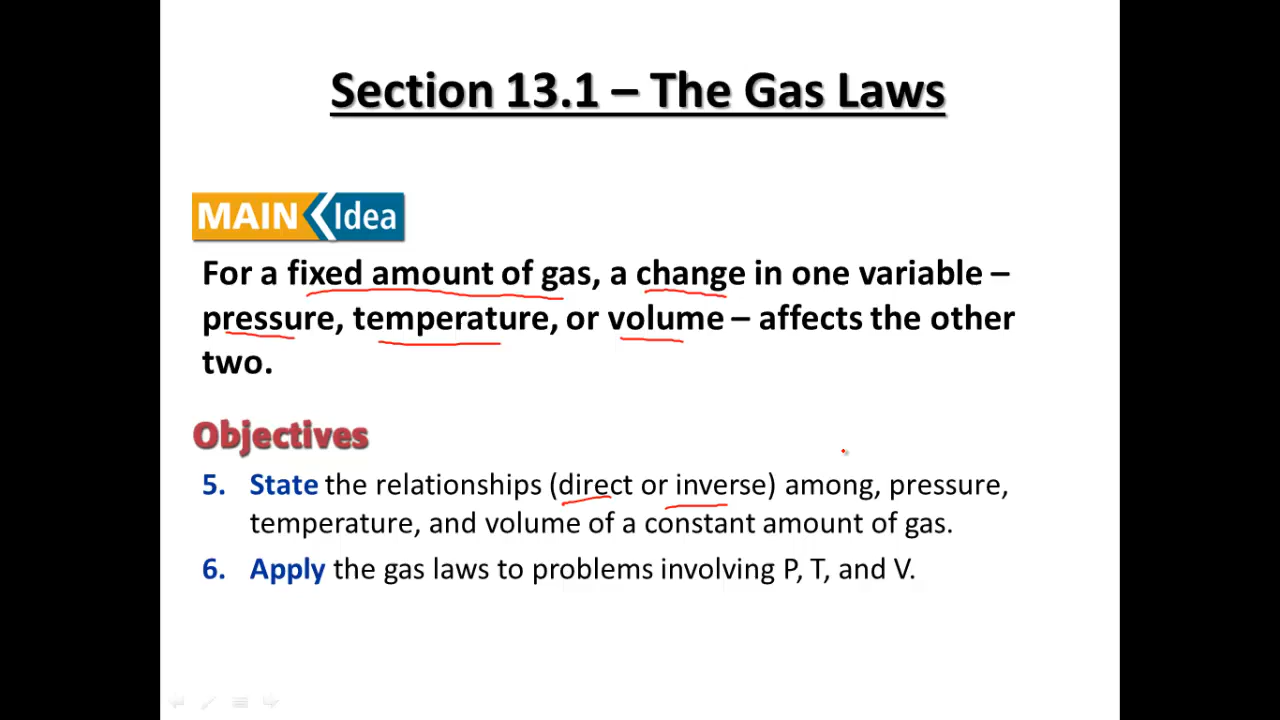 Section 13.1 – The Gas Laws
MAIN Idea
For a fixed amount of gas, a change in one variable –
pressure, temperature, or volume – affects the other
two.
Objectives
5. State the relationships (direct or inverse) among, pressure,
temperature, and volume of a constant amount of gas.
6. Apply the gas laws to problems involving P, T, and V.